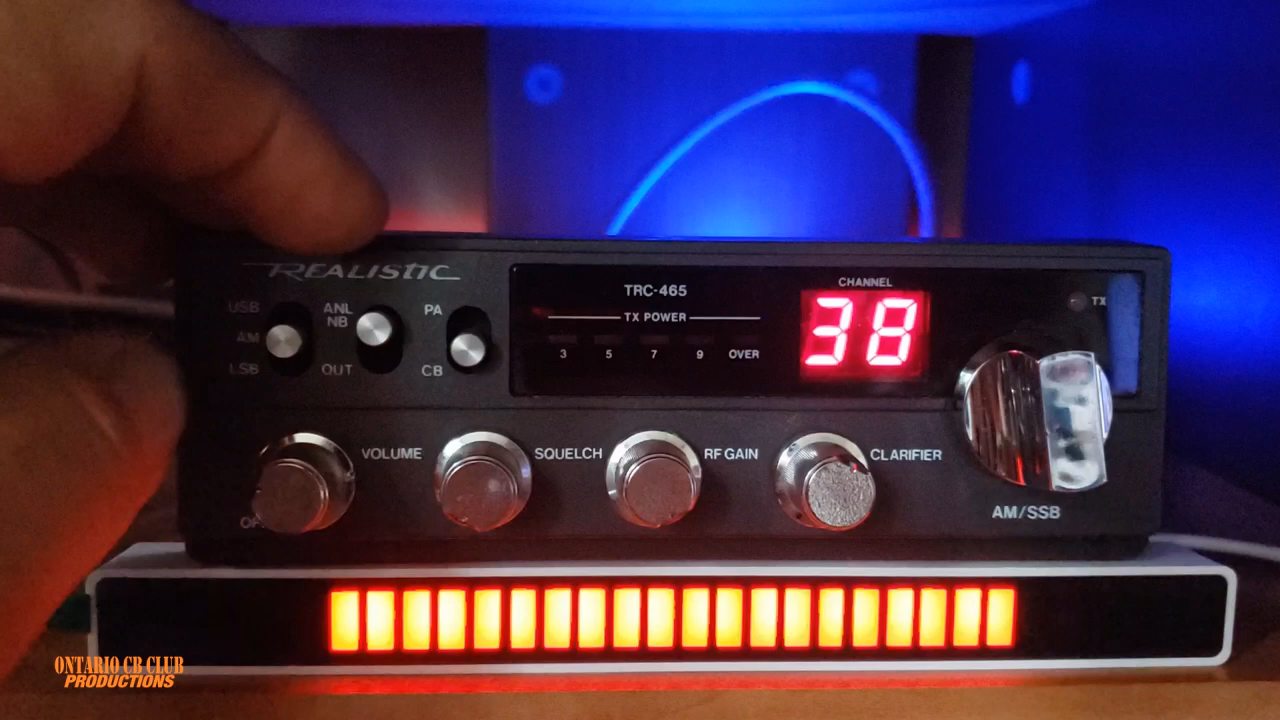 REALISTIC
USB
AM
LSB
ANL
NB
OUT
PA
CB
TRC-465
TX POWER
3 5 7 9 OVER
CHANNEL
38
TX
VOLUME
SQUELCH
RF GAIN
CLARIFIER
AM/SSB
ONTARIO CB CLUB
PRODUCTIONS